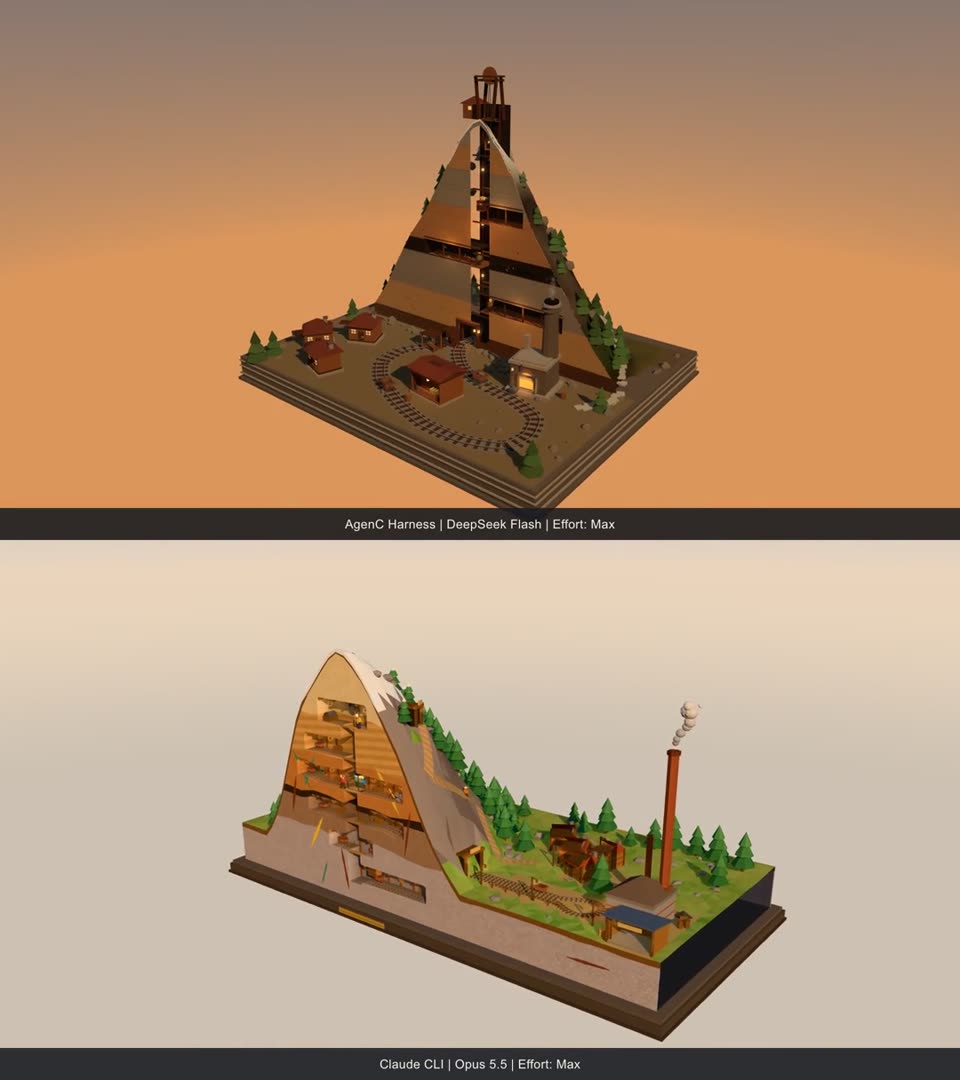 AgenC Harness | DeepSeek Flash | Effort: Max
Claude CLI | Opus 5.5 | Effort: Max